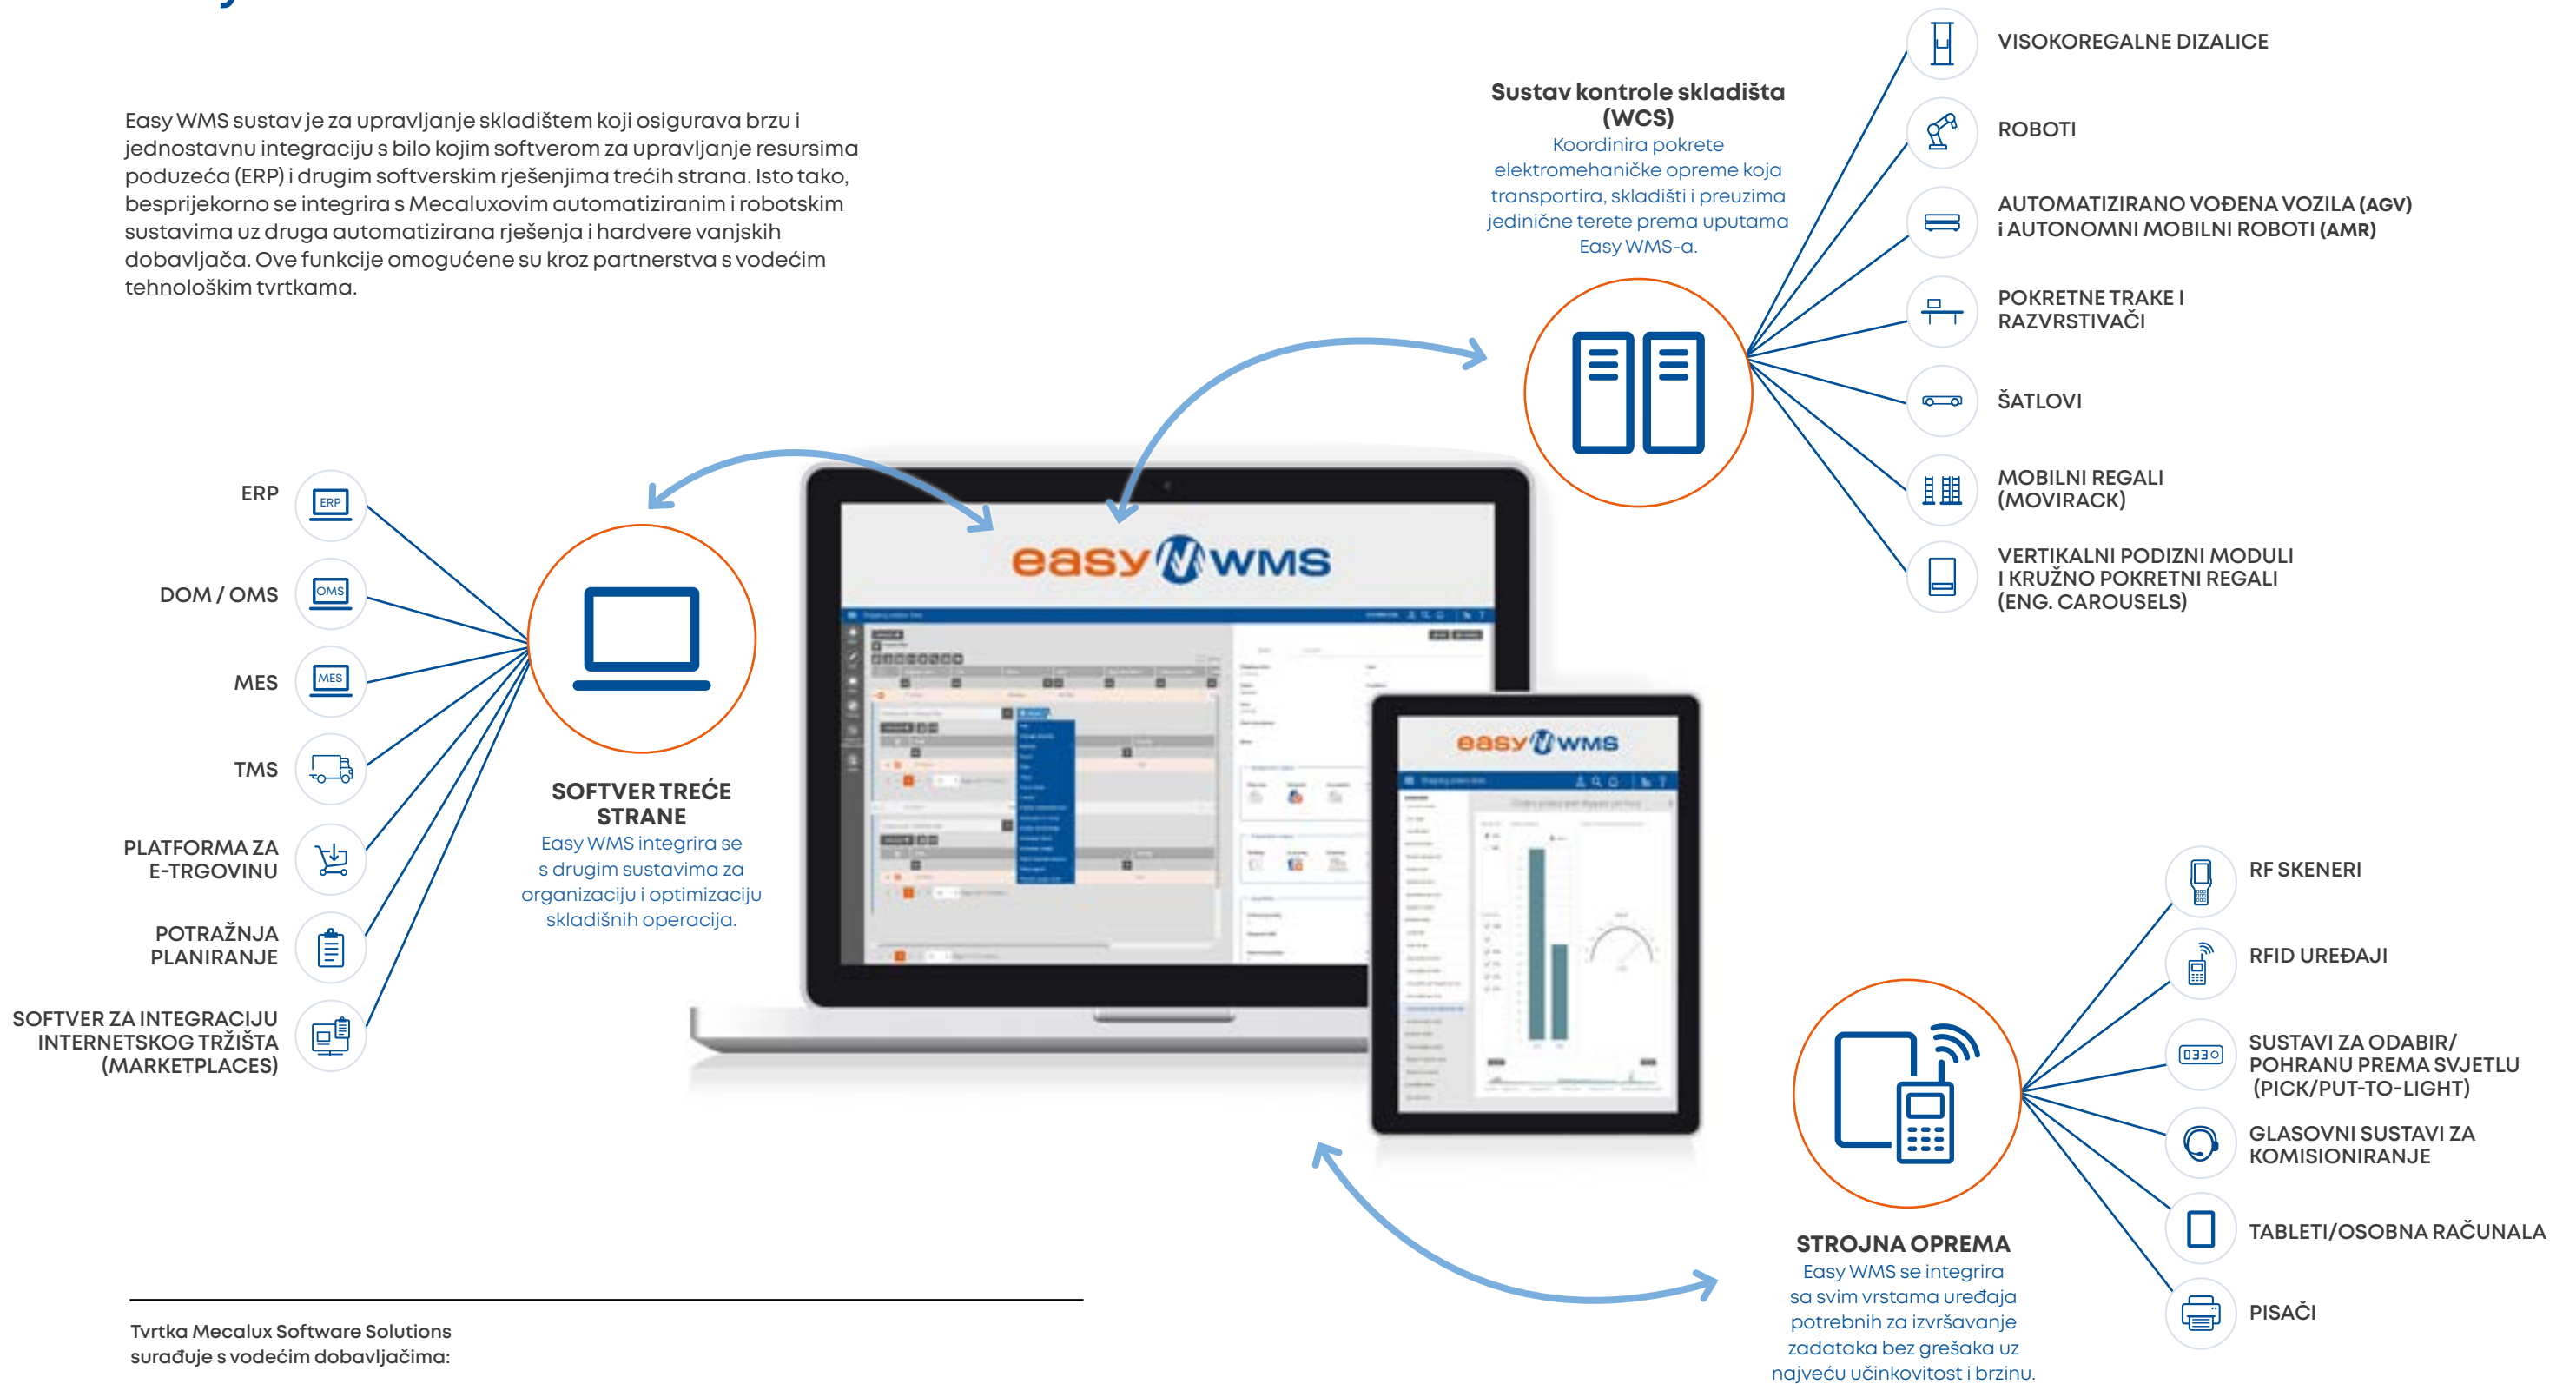 Easy WMS sustav je za upravljanje skladištem koji osigurava brzu i
jednostavnu integraciju s bilo kojim softverom za upravljanje resursima
poduzeća (ERP) i drugim softverskim rješenjima trećih strana. Isto tako,
besprijekorno se integrira s Mecaluxovim automatiziranim i robotskim
sustavima uz druga automatizirana rješenja i hardvere vanjskih
dobavljača. Ove funkcije omogućene su kroz partnerstva s vodećim
tehnološkim tvrtkama.
Sustav kontrole skladišta
(WCS)
Koordinira pokrete
elektromehaničke opreme koja
transportira, skladišti i preuzima
jedinične terete prema uputama
Easy WMS-a.
VISOKOREGALNE DIZALICE
ROBOTI
AUTOMATIZIRANO VOĐENA VOZILA (AGV)
i AUTONOMNI MOBILNI ROBOTI (AMR)
POKRETNE TRAKE I
RAZVRSTIVAČI
ŠATLOVI
MOBILNI REGALI
(MOVIRACK)
VERTIKALNI PODIZNI MODULI
I KRUŽNO POKRETNI REGALI
(ENG. CAROUSELS)
ERP
ERP
DOM / OMS
OMS
MES
MES
TMS
PLATFORMA ZA
E-TRGOVINU
POTRAŽNJA
PLANIRANJE
SOFTVER ZA INTEGRACIJU
INTERNETSKOG TRŽIŠTA
(MARKETPLACES)
SOFTVER TREĆE
STRANE
Easy WMS integrira se
s drugim sustavima za
organizaciju i optimizaciju
skladišnih operacija.
easy WMS
easy WMS
STROJNA OPREMA
Easy WMS se integrira
sa svim vrstama uređaja
potrebnih za izvršavanje
zadataka bez grešaka uz
najveću učinkovitost i brzinu.
RF SKENERI
RFID UREĐAJI
033
SUSTAVI ZA ODABIR/
POHRANU PREMA SVJETLU
(PICK/PUT-TO-LIGHT)
GLASOVNI SUSTAVI ZA
KOMISIONIRANJE
TABLETI/OSOBNA RAČUNALA
PISAČI
Tvrtka Mecalux Software Solutions
surađuje s vodećim dobavljačima: